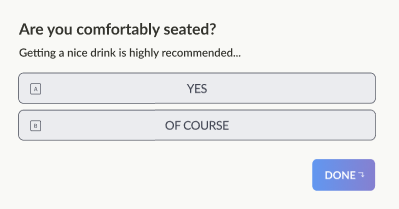 Are you comfortably seated?
Getting a nice drink is highly recommended...
A YES
B OF COURSE
DONE